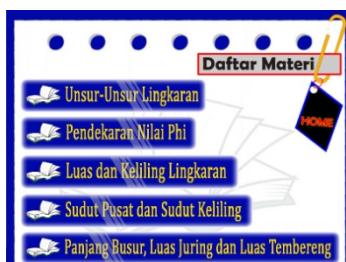 Daftar Materi
HOME
Unsur-Unsur Lingkaran
Pendekaran Nilai Phi
Luas dan Keliling Lingkaran
Sudut Pusat dan Sudut Keliling
Panjang Busur, Luas Juring dan Luas Tembereng